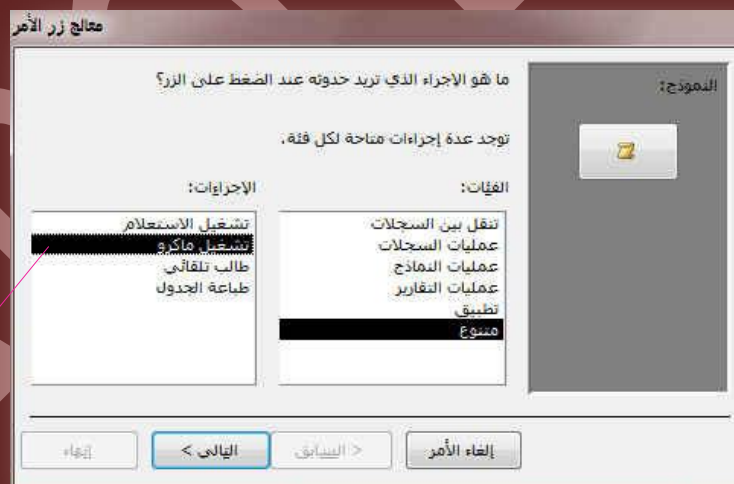 معالج زر الأمر
النموذج:
ما هو الإجراء الذي تريد حدوثه عند الضغط على الزر؟
توجد عدة إجراءات متاحة لكل فئة.
الفئات:
تنقل بين السجلات
عمليات السجلات
عمليات النماذج
عمليات التقارير
تطبيق
متنوع
الإجراءات:
تشغيل الاستعلام
تشغيل ماكرو
طالب تلقائي
طباعة الجدول
إلغاء الأمر
< السابق
التالي >
إنهاء